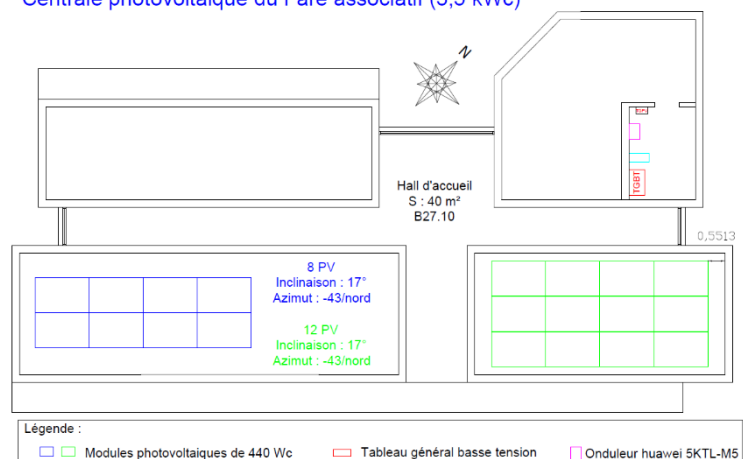 Centrale photovoltaïque du Faré associatif (5,5 kWc)
N
Hall d'accueil
S : 40 m²
B27.10
TGBT
0,5513
8 PV
Inclinaison : 17°
Azimut : -43/nord
12 PV
Inclinaison : 17°
Azimut : -43/nord
Légende :
Modules photovoltaiques de 440 Wc
Tableau général basse tension
Onduleur huawei 5KTL-M5